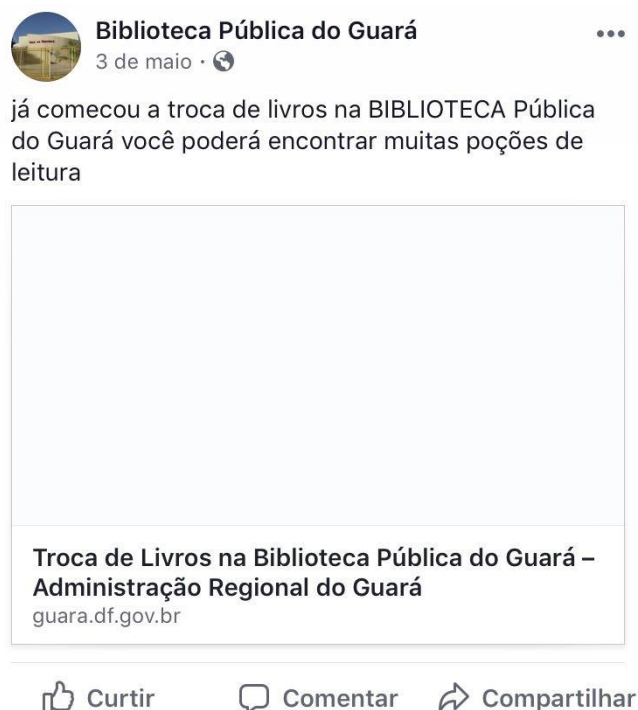 Biblioteca Pública do Guará
3 de maio ·
já comecou a troca de livros na BIBLIOTECA Pública
do Guará você poderá encontrar muitas poções de
leitura
Troca de Livros na Biblioteca Pública do Guará –
Administração Regional do Guará
guara.df.gov.br
Curtir Comentar Compartilhar